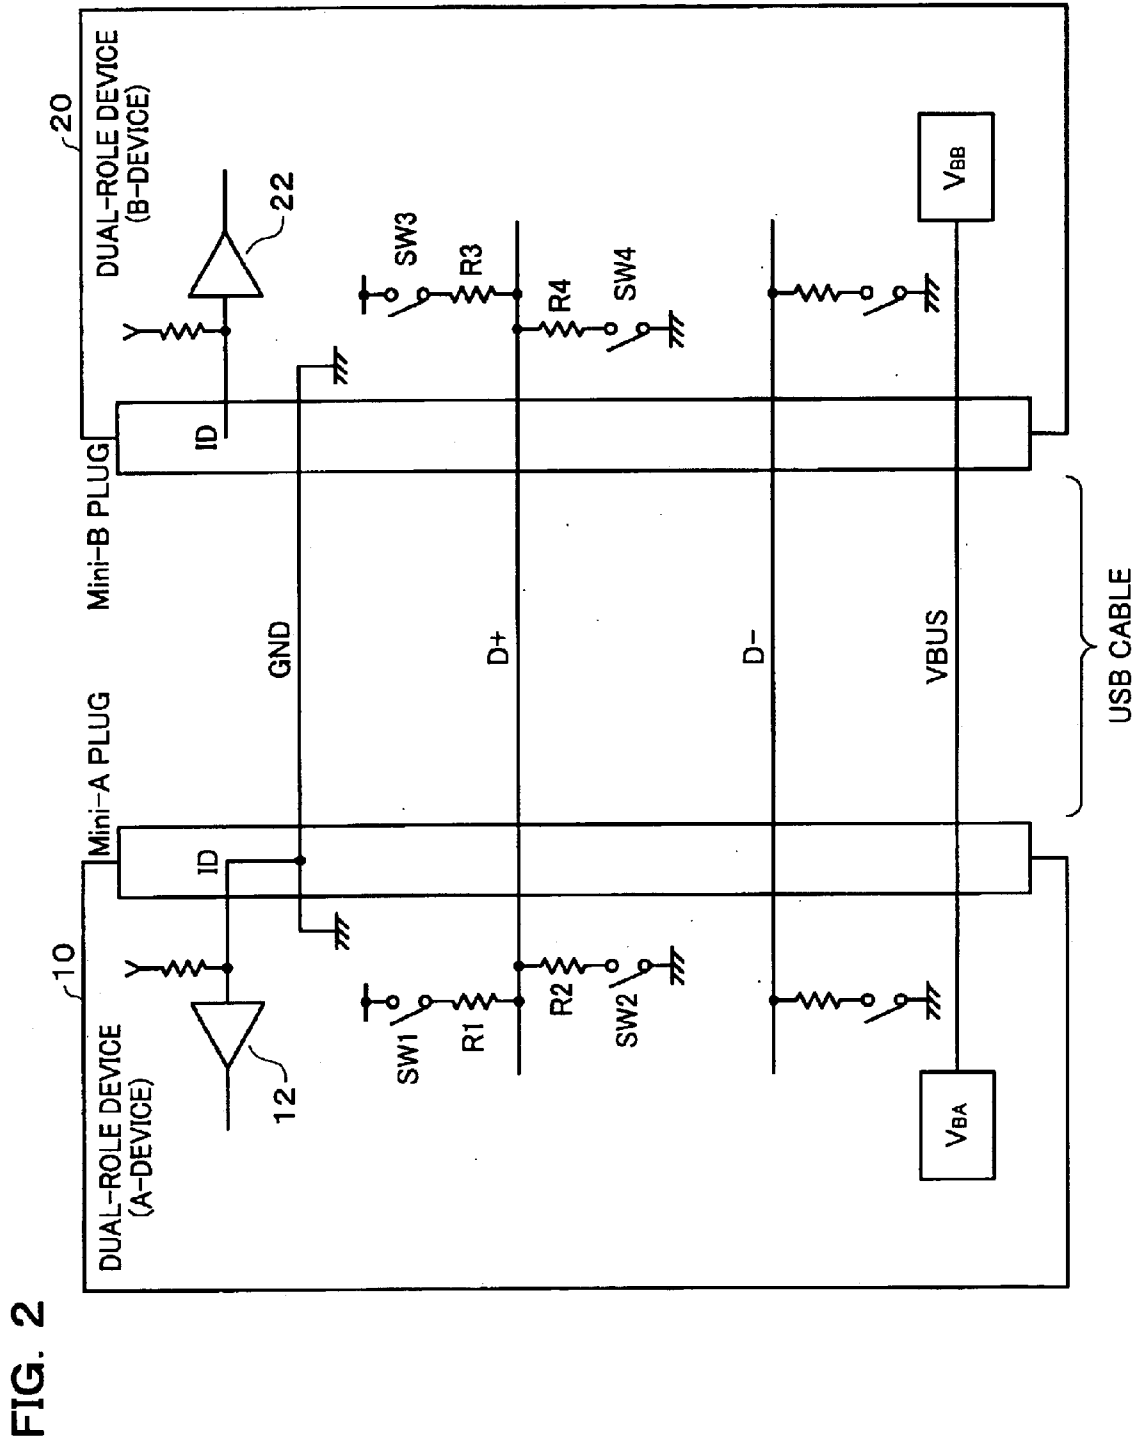 FIG. 2
10
DUAL-ROLE DEVICE
(A-DEVICE)
Mini-A PLUG
Mini-B PLUG
20
DUAL-ROLE DEVICE
(B-DEVICE)
12
ID
GND
ID
22
SW1
R1
R2
SW2
D+
SW3
R3
R4
SW4
D-
VBA
VBUS
VBB
USB CABLE